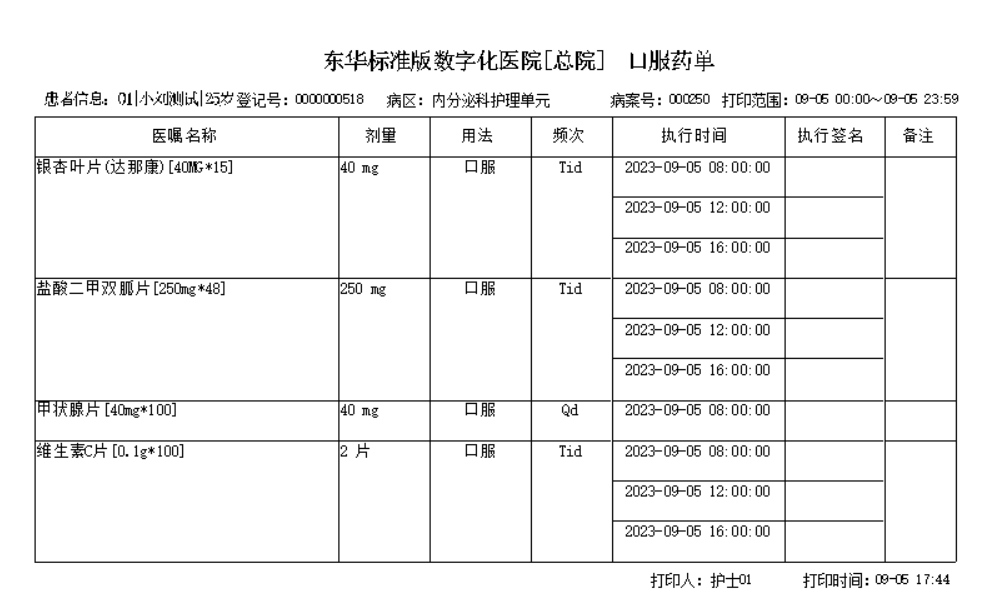 东华标准版数字化医院[总院] 口服药单
患者信息: 01|小刘测试|25岁 登记号: 0000000518 病区: 内分泌科护理单元 病案号: 000250 打印范围: 09-05 00:00~09-05 23:59
医嘱名称 剂量 用法 频次 执行时间 执行签名 备注
银杏叶片(达那康)[40MG*15] 40 mg 口服 Tid 2023-09-05 08:00:00
2023-09-05 12:00:00
2023-09-05 16:00:00
盐酸二甲双胍片[250mg*48] 250 mg 口服 Tid 2023-09-05 08:00:00
2023-09-05 12:00:00
2023-09-05 16:00:00
甲状腺片[40mg*100] 40 mg 口服 Qd 2023-09-05 08:00:00
维生素C片[0.1g*100] 2 片 口服 Tid 2023-09-05 08:00:00
2023-09-05 12:00:00
2023-09-05 16:00:00
打印人: 护士01 打印时间: 09-05 17:44